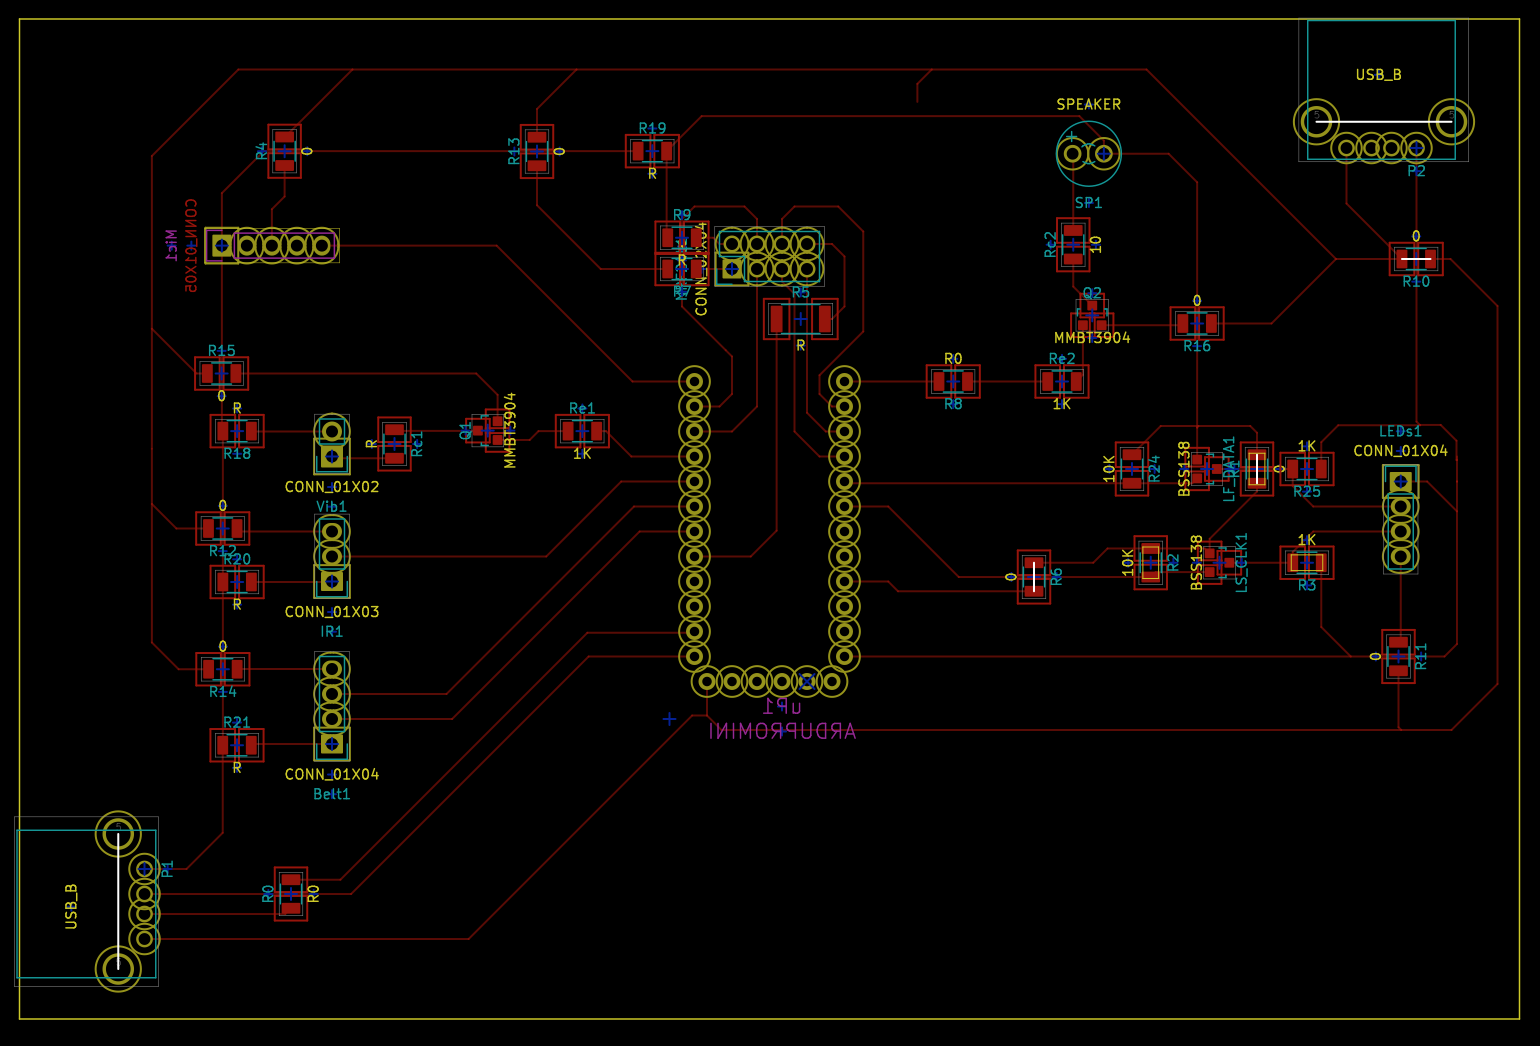 USB_B
P2
SPEAKER
SP1
R4
0
R13
0
R19
R
Mic1
CONN_01X05
R9
R
R7
CONN_02X04
R5
R
Rc2
10
Q2
MMBT3904
0
R16
0
R10
R15
0
R
R18
CONN_01X02
Vib1
R
Rc1
Q1
MMBT3904
Re1
1K
R0
R8
Re2
1K
10K
R24
BSS138
LF_DATA1
0
1K
R25
LEDs1
CONN_01X04
0
R12
R20
R
CONN_01X03
IR1
0
R6
10K
R2
BSS138
LS_CLK1
1K
R3
0
R11
0
R14
R21
R
CONN_01X04
Belt1
uP1
ARDUPROMINI
P1
USB_B
R0
R0